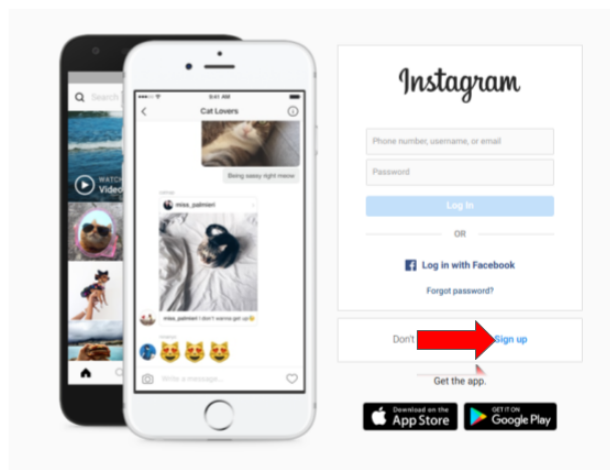 Search
WATCH
Video
9:41 AM
Cat Lovers
Being sassy right meow
miss_palmieri
miss_palmieri I don't wanna get up
Write a message...
Instagram
Phone number, username, or email
Password
Log In
OR
Log in with Facebook
Forgot password?
Don't
Sign up
Get the app.
Download on the
App Store
GET IT ON
Google Play